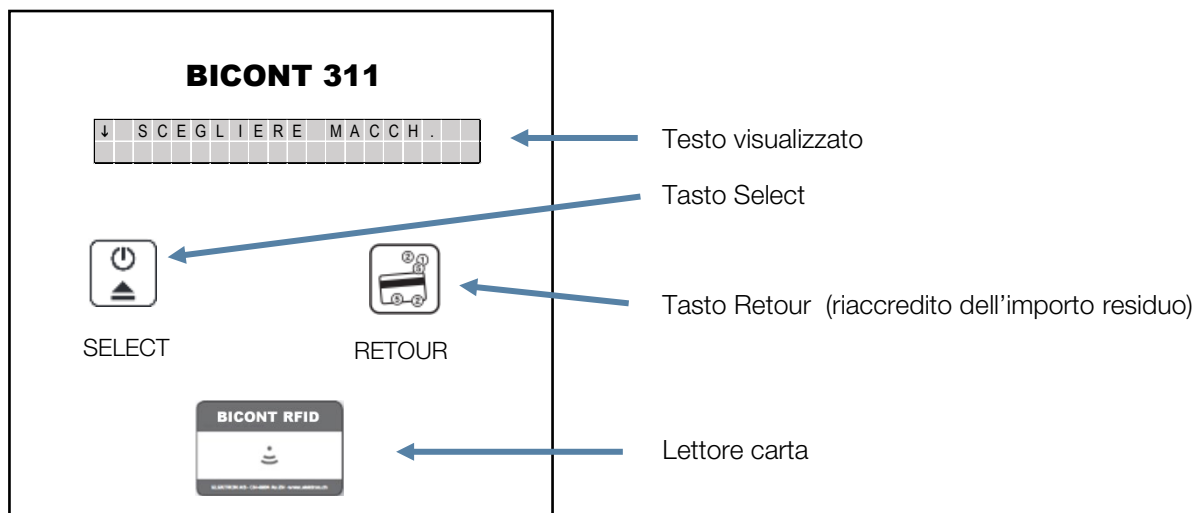 BICONT 311
↓ SCEGLIERE MACCH.
Testo visualizzato
Tasto Select
SELECT
RETOUR
Tasto Retour (riaccredito dell'importo residuo)
BICONT RFID
Lettore carta